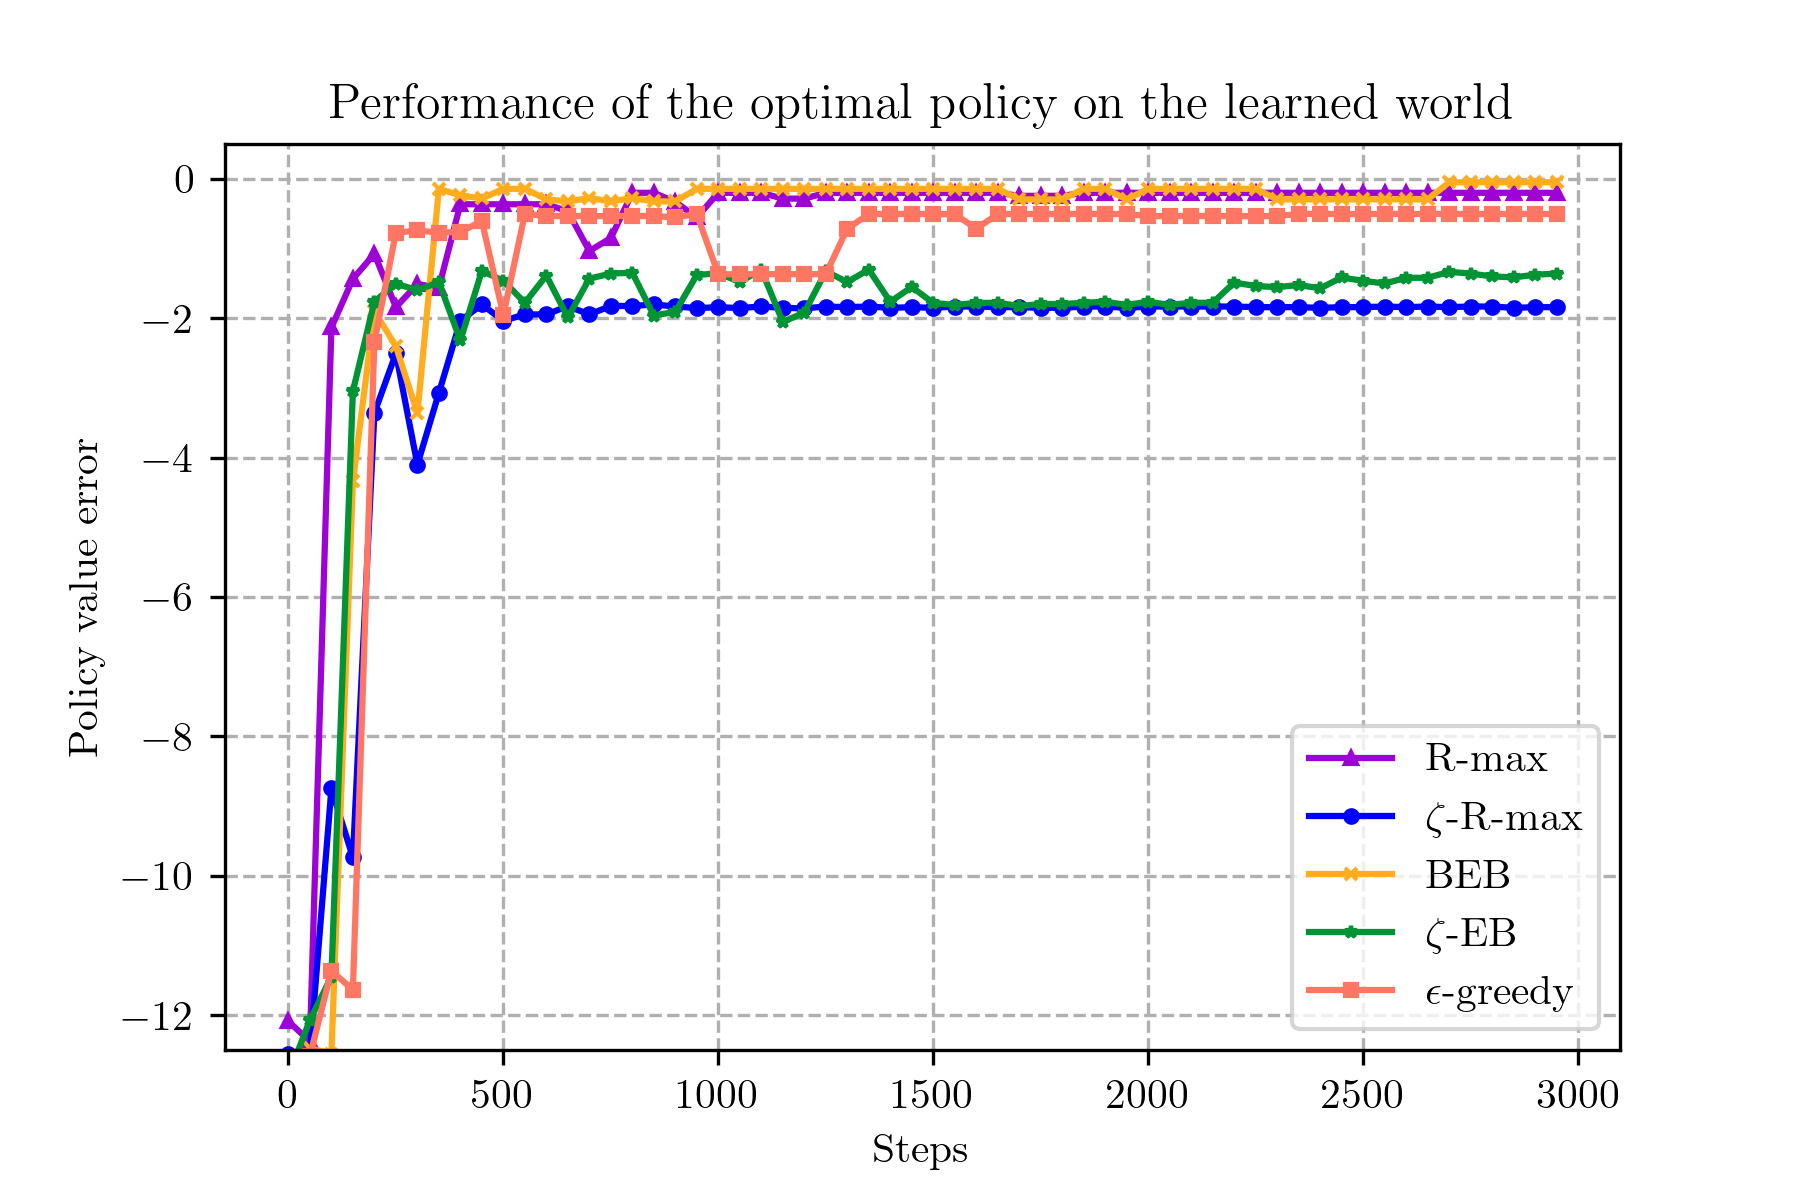 Performance of the optimal policy on the learned world
Policy value error
0
−2
−4
−6
−8
−10
−12
R-max
ζ-R-max
BEB
ζ-EB
ϵ-greedy
0 500 1000 1500 2000 2500 3000
Steps